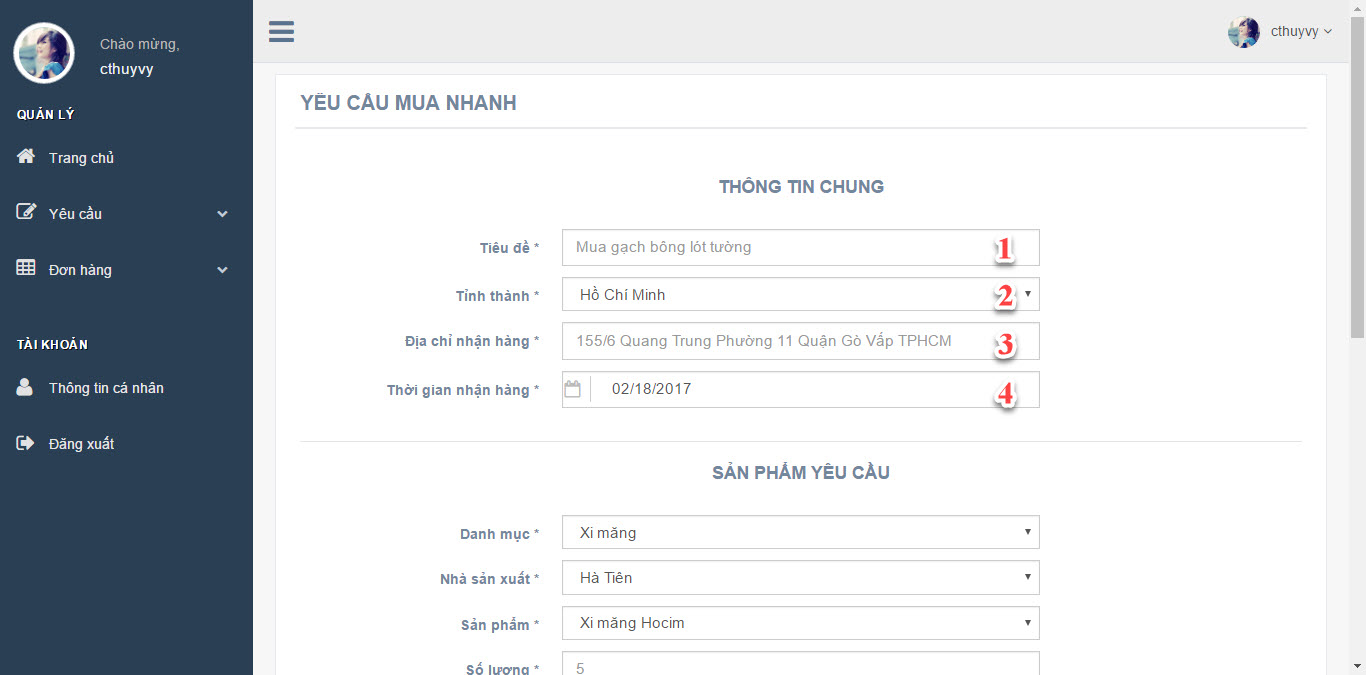 Chào mừng,
cthuyvy
cthuyvy
QUẢN LÝ
Trang chủ
Yêu cầu
Đơn hàng
TÀI KHOẢN
Thông tin cá nhân
Đăng xuất
YÊU CẦU MUA NHANH
THÔNG TIN CHUNG
Tiêu đề * Mua gạch bông lót tường 1
Tỉnh thành * Hồ Chí Minh 2
Địa chỉ nhận hàng * 155/6 Quang Trung Phường 11 Quận Gò Vấp TPHCM 3
Thời gian nhận hàng * 02/18/2017 4
SẢN PHẨM YÊU CẦU
Danh mục * Xi măng
Nhà sản xuất * Hà Tiên
Sản phẩm * Xi măng Hocim
Số lượng * 5